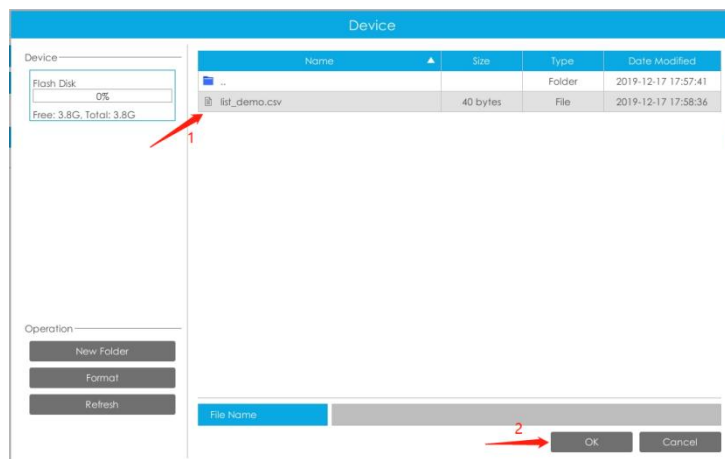 Device
Device
Flash Disk
0%
Free: 3.8G, Total: 3.8G
Name Size Type Date Modified
.. Folder 2019-12-17 17:57:41
list_demo.csv 40 bytes File 2019-12-17 17:58:36
1
Operation
New Folder
Format
Refresh
File Name
2
OK Cancel